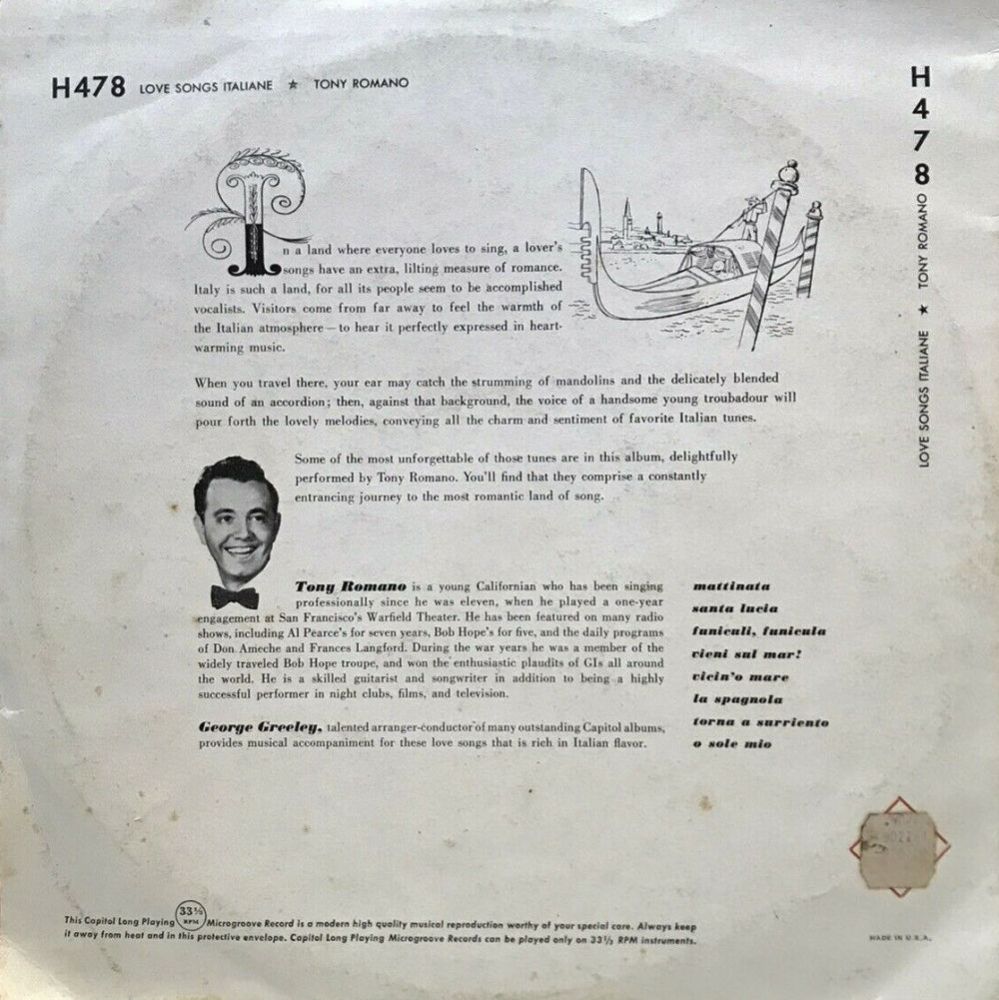 H478 LOVE SONGS ITALIANE ★ TONY ROMANO
H478 LOVE SONGS ITALIANE ★ TONY ROMANO
In a land where everyone loves to sing, a lover's
songs have an extra, lilting measure of romance.
Italy is such a land, for all its people seem to be accomplished
vocalists. Visitors come from far away to feel the warmth of
the Italian atmosphere—to hear it perfectly expressed in heart-
warming music.
When you travel there, your ear may catch the strumming of mandolins and the delicately blended
sound of an accordion; then, against that background, the voice of a handsome young troubadour will
pour forth the lovely melodies, conveying all the charm and sentiment of favorite Italian tunes.
Some of the most unforgettable of those tunes are in this album, delightfully
performed by Tony Romano. You'll find that they comprise a constantly
entrancing journey to the most romantic land of song.
Tony Romano is a young Californian who has been singing
professionally since he was eleven, when he played a one-year
engagement at San Francisco's Warfield Theater. He has been featured on many radio
shows, including Al Pearce's for seven years, Bob Hope's for five, and the daily programs
of Don Ameche and Frances Langford. During the war years he was a member of the
widely traveled Bob Hope troupe, and won the enthusiastic plaudits of GIs all around
the world. He is a skilled guitarist and songwriter in addition to being a highly
successful performer in night clubs, films, and television.
George Greeley, talented arranger-conductor of many outstanding Capitol albums,
provides musical accompaniment for these love songs that is rich in Italian flavor.
mattinata
santa lucia
funiculi, funicula
vieni sul mar!
vicin'o mare
la spagnola
torna a surriento
o sole mio
This Capitol Long Playing 33⅓ RPM Microgroove Record is a modern high quality musical reproduction worthy of your special care. Always keep
it away from heat and in this protective envelope. Capitol Long Playing Microgroove Records can be played only on 33⅓ RPM instruments.
MADE IN U.S.A.